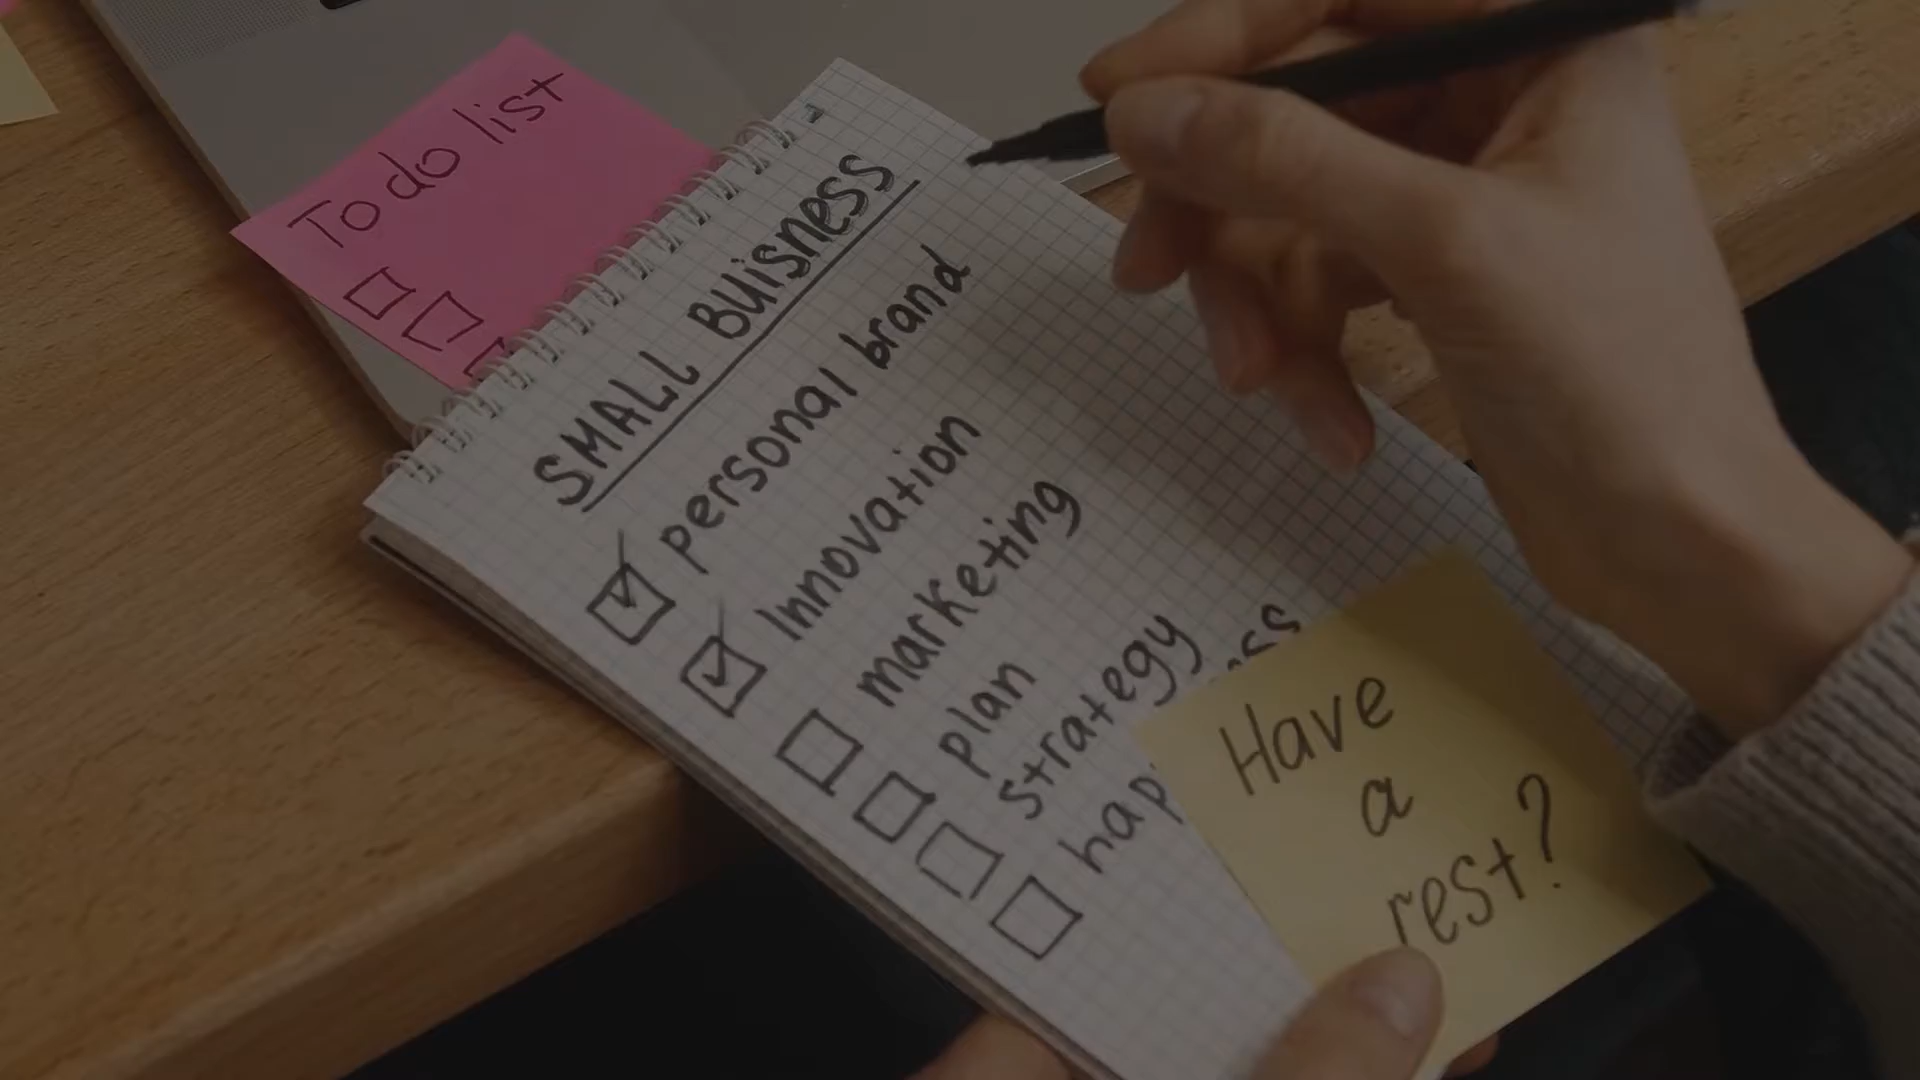 To do list
SMALL BUISNESS
personal brand
Innovation
marketing
plan
strategy
Have
a
rest?